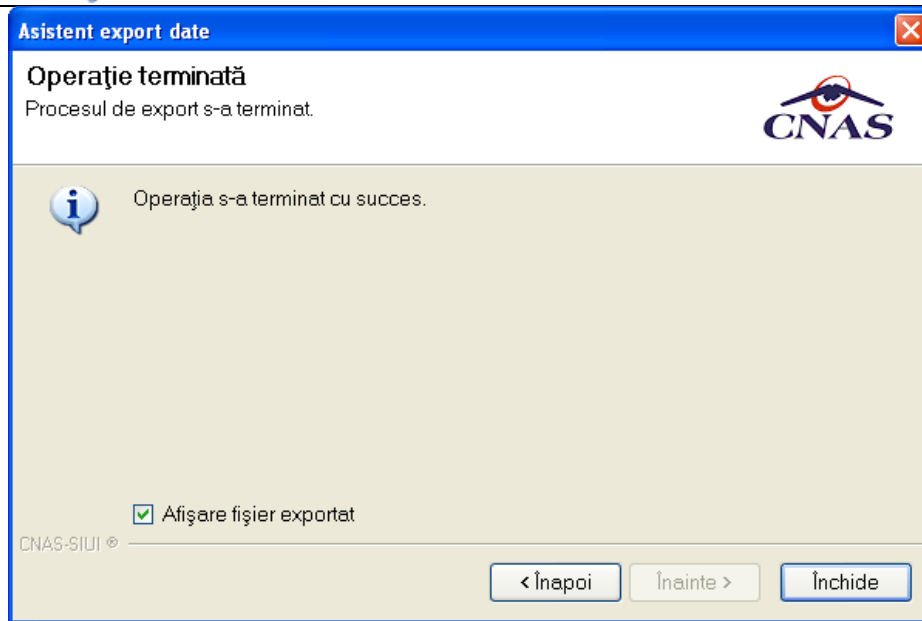 Asistent export date
Operaţie terminată
Procesul de export s-a terminat.
CNAS
Operaţia s-a terminat cu succes.
Afişare fişier exportat
CNAS-SIUI ®
< Înapoi
Înainte >
Închide